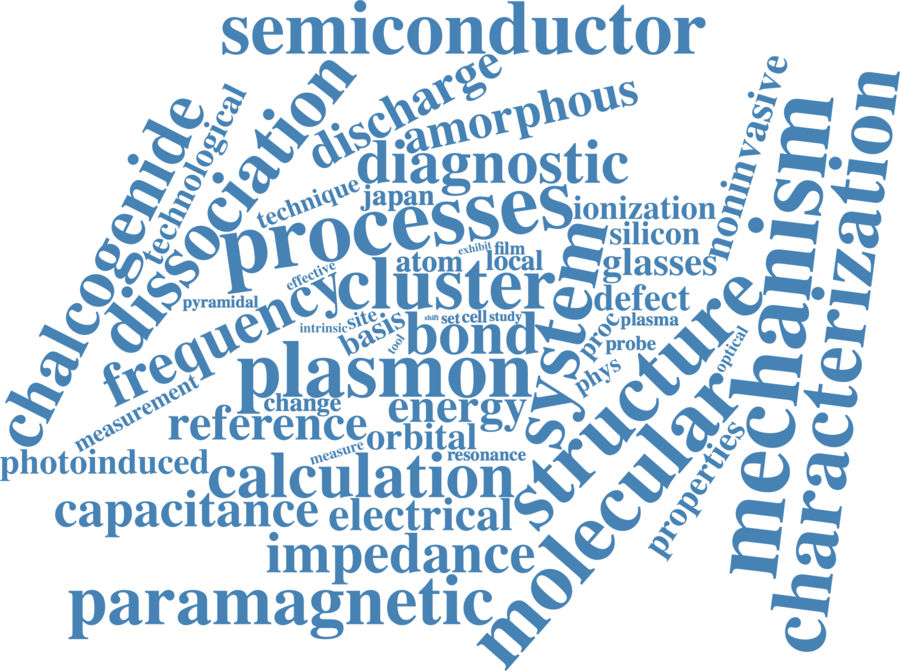 semiconductor
discharge
amorphous
dissociation
chalcogenide
technological
diagnostic
noninvasive
mechanism
characterization
technique
japan
processes
ionization
silicon
exhibit
film
atom
local
glasses
effective
cluster
system
defect
pyramidal
frequency
intrinsic
site
basis
tool
shift
set
cell
study
bond
proc
plasma
probe
optical
phys
structure
plasmon
measurement
change
energy
reference
orbital
molecular
properties
photoinduced
measure
resonance
calculation
capacitance
electrical
impedance
paramagnetic